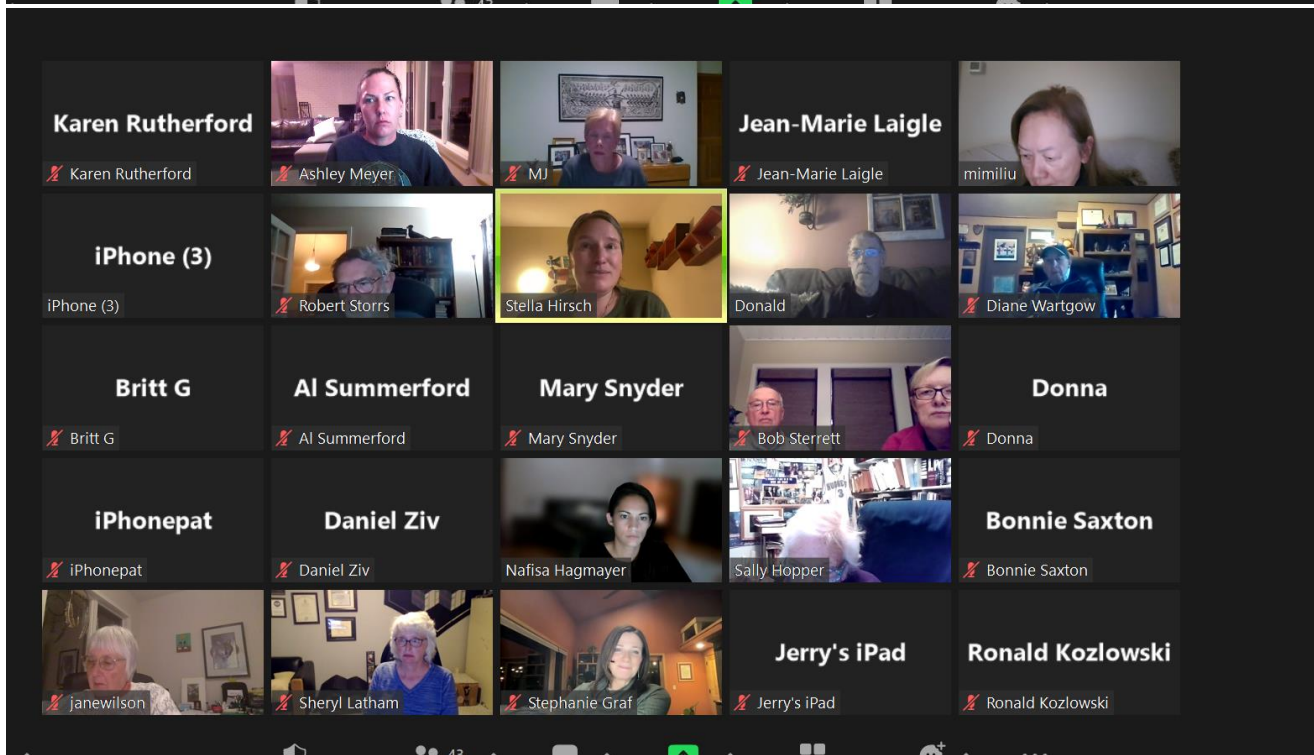 43
Karen Rutherford
Karen Rutherford
Ashley Meyer
MJ
Jean-Marie Laigle
Jean-Marie Laigle
mimiliu
iPhone (3)
iPhone (3)
Robert Storrs
Stella Hirsch
Donald
Diane Wartgow
Britt G
Britt G
Al Summerford
Al Summerford
Mary Snyder
Mary Snyder
Bob Sterrett
Donna
Donna
iPhonepat
iPhonepat
Daniel Ziv
Daniel Ziv
Nafisa Hagmayer
Sally Hopper
Bonnie Saxton
Bonnie Saxton
janewilson
Sheryl Latham
Stephanie Graf
Jerry's iPad
Jerry's iPad
Ronald Kozlowski
Ronald Kozlowski
43